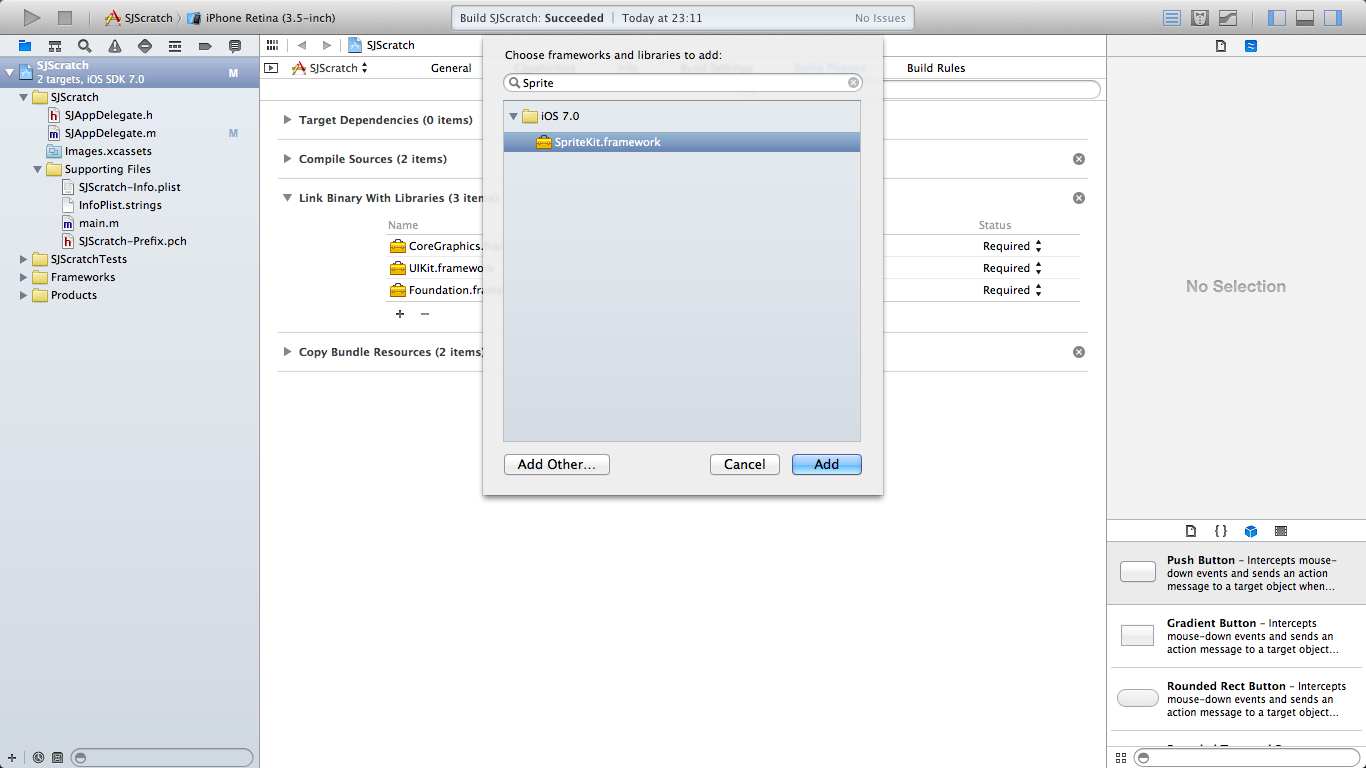 SJScratch
iPhone Retina (3.5-inch)
Build SJScratch: Succeeded
Today at 23:11
No Issues
SJScratch
2 targets, iOS SDK 7.0
M
SJScratch
SJAppDelegate.h
SJAppDelegate.m
M
Images.xcassets
Supporting Files
SJScratch-Info.plist
InfoPlist.strings
main.m
SJScratch-Prefix.pch
SJScratchTests
Frameworks
Products
SJScratch
SJScratch
General
Build Phases
Build Rules
Target Dependencies (0 items)
Compile Sources (2 items)
Link Binary With Libraries (3 items
Name
Status
CoreGraphics.
Required
UIKit.framework
Required
Foundation.frame
Required
+ −
Copy Bundle Resources (2 items)
Choose frameworks and libraries to add:
Sprite
iOS 7.0
SpriteKit.framework
Add Other...
Cancel
Add
No Selection
{ }
Push Button – Intercepts mouse-
down events and sends an action
message to a target object when...
Gradient Button – Intercepts
mouse-down events and sends an
action message to a target object...
Rounded Rect Button – Intercepts
mouse-down events and sends an
action message to a target object...